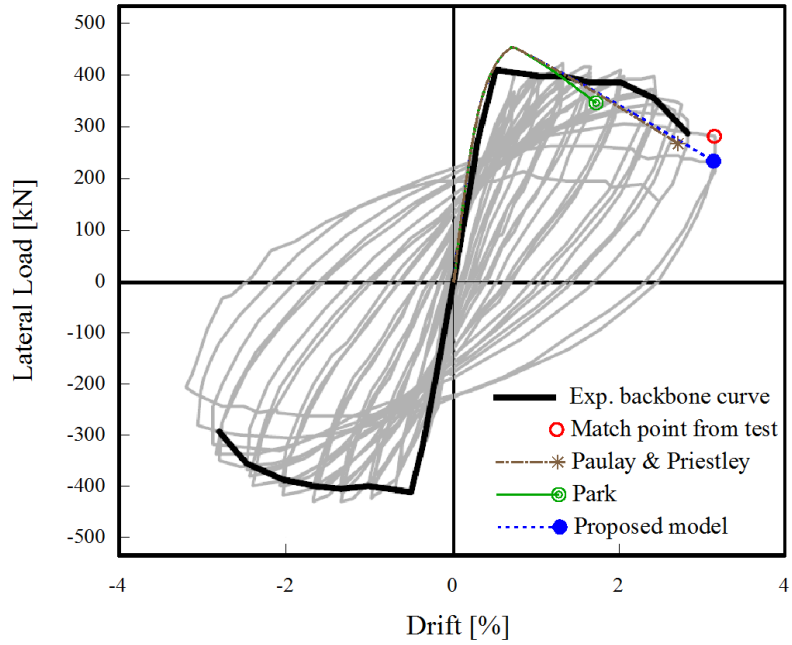 500
400
300
200
100
0
-100
-200
-300
-400
-500
Lateral Load [kN]
Exp. backbone curve
Match point from test
Paulay & Priestley
Park
Proposed model
-4 -2 0 2 4
Drift [%]